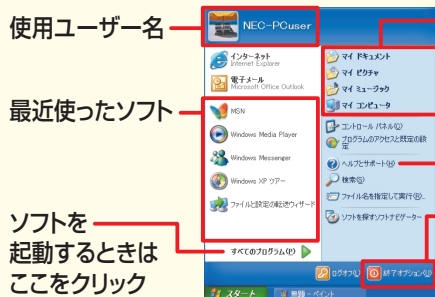 使用ユーザー名
最近使ったソフト
ソフトを
起動するときは
ここをクリック
NEC-PCuser
インターネット
Internet Explorer
電子メール
Microsoft Office Outlook
MSN
Windows Media Player
Windows Messenger
Windows XP ツアー
ファイルと設定の転送ウィザード
すべてのプログラム(P)
マイ ドキュメント
マイ ピクチャ
マイ ミュージック
マイ コンピュータ
コントロール パネル(C)
プログラムのアクセスと既定の設
定
ヘルプとサポート(H)
検索(S)
ファイル名を指定して実行(R)...
ソフトを探すソフトナビゲーター
ログオフ(L)
終了オプション(U)
スタート
無題 - ペイント